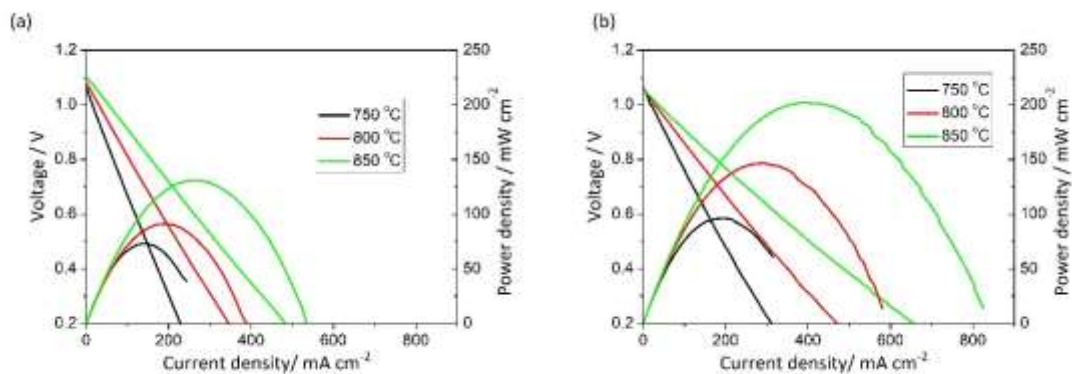 (a)
1.2
1.0
0.8
0.6
0.4
0.2
Voltage / V
0 200 400 600 800
Current density/ mA cm⁻²
250
200
150
100
50
0
Power density / mW cm⁻²
750 °C
800 °C
850 °C
(b)
1.2
1.0
0.8
0.6
0.4
0.2
Voltage / V
0 200 400 600 800
Current density/ mA cm⁻²
250
200
150
100
50
0
Power density / mW cm⁻²
750 °C
800 °C
850 °C